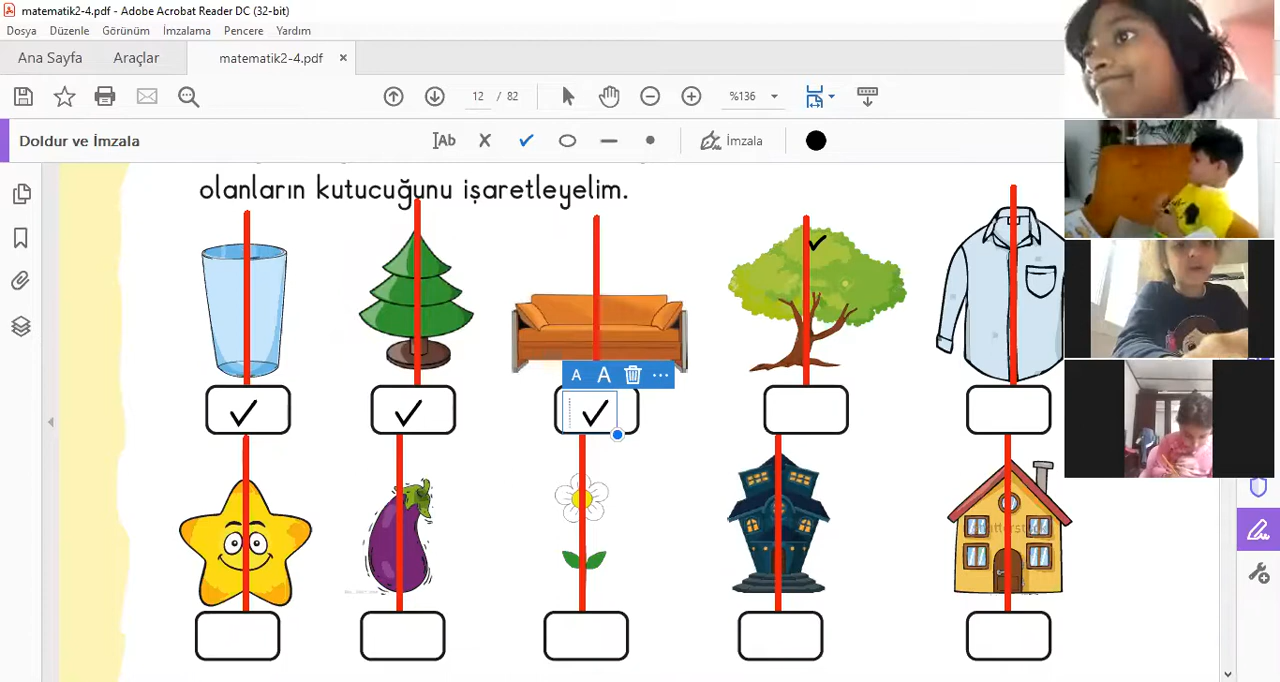 matematik2-4.pdf - Adobe Acrobat Reader DC (32-bit)
Dosya Düzenle Görünüm İmzalama Pencere Yardım
Ana Sayfa Araçlar matematik2-4.pdf ×
12 / 82 %136
Doldur ve İmzala Ab İmzala
olanların kutucuğunu işaretleyelim.
A A